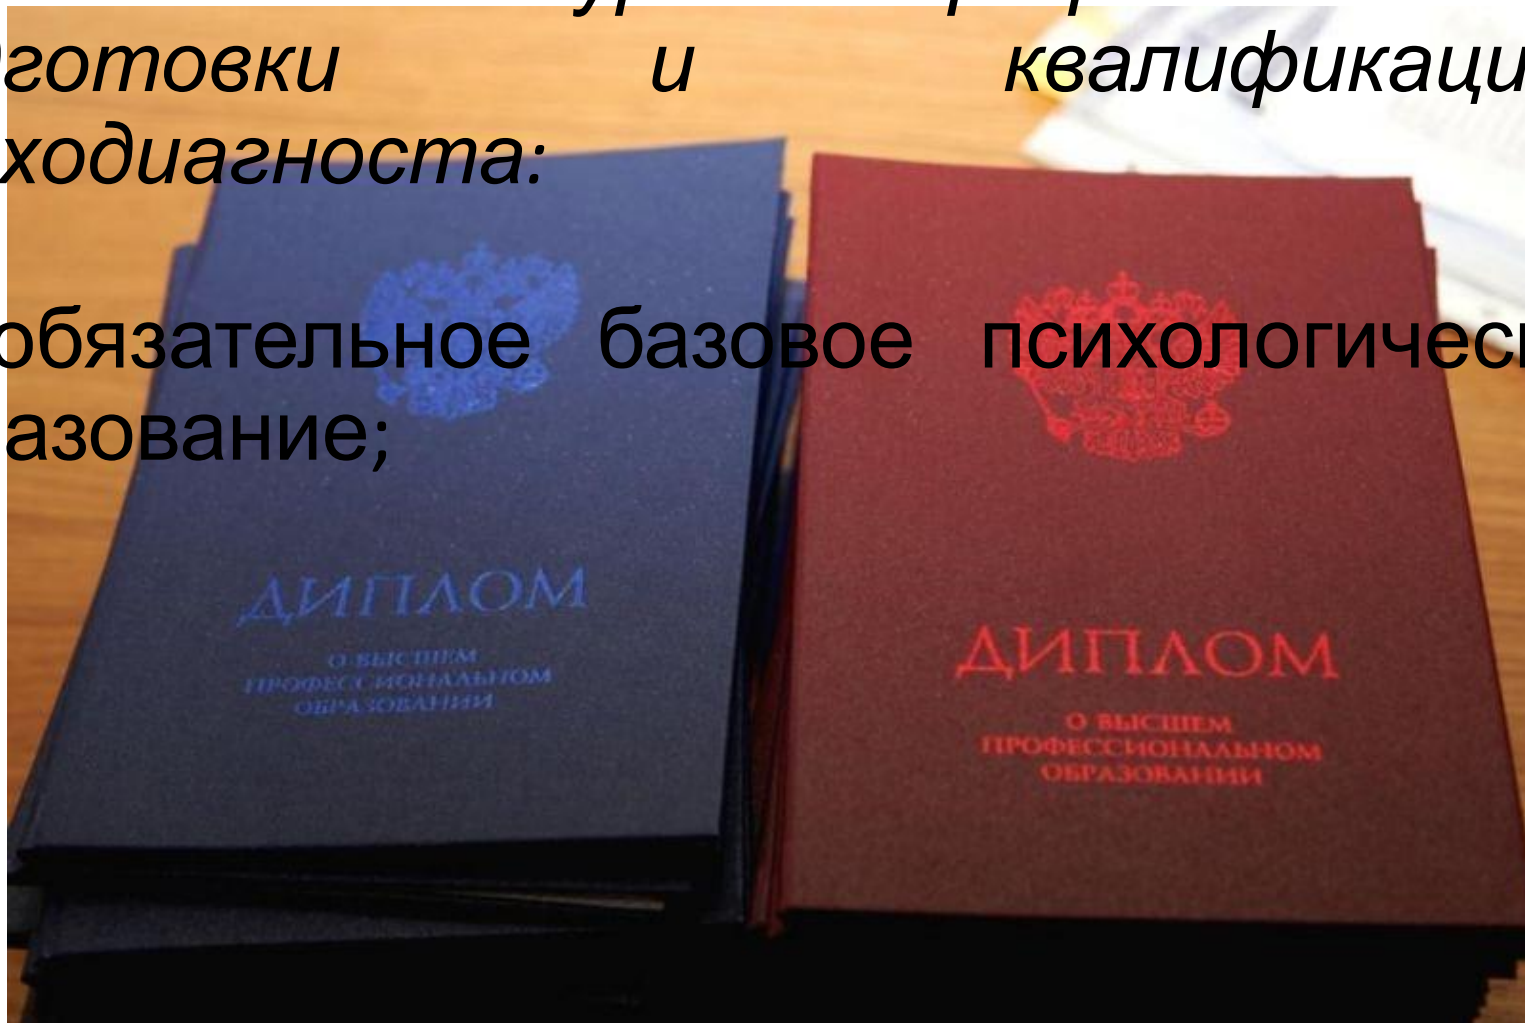 готовки и квалификаци
ходиагноста:
обязательное базовое психологичес
азование;
ДИПЛОМ
О ВЫСШЕМ
ПРОФЕССИОНАЛЬНОМ
ОБРАЗОВАНИИ
ДИПЛОМ
О ВЫСШЕМ
ПРОФЕССИОНАЛЬНОМ
ОБРАЗОВАНИИ